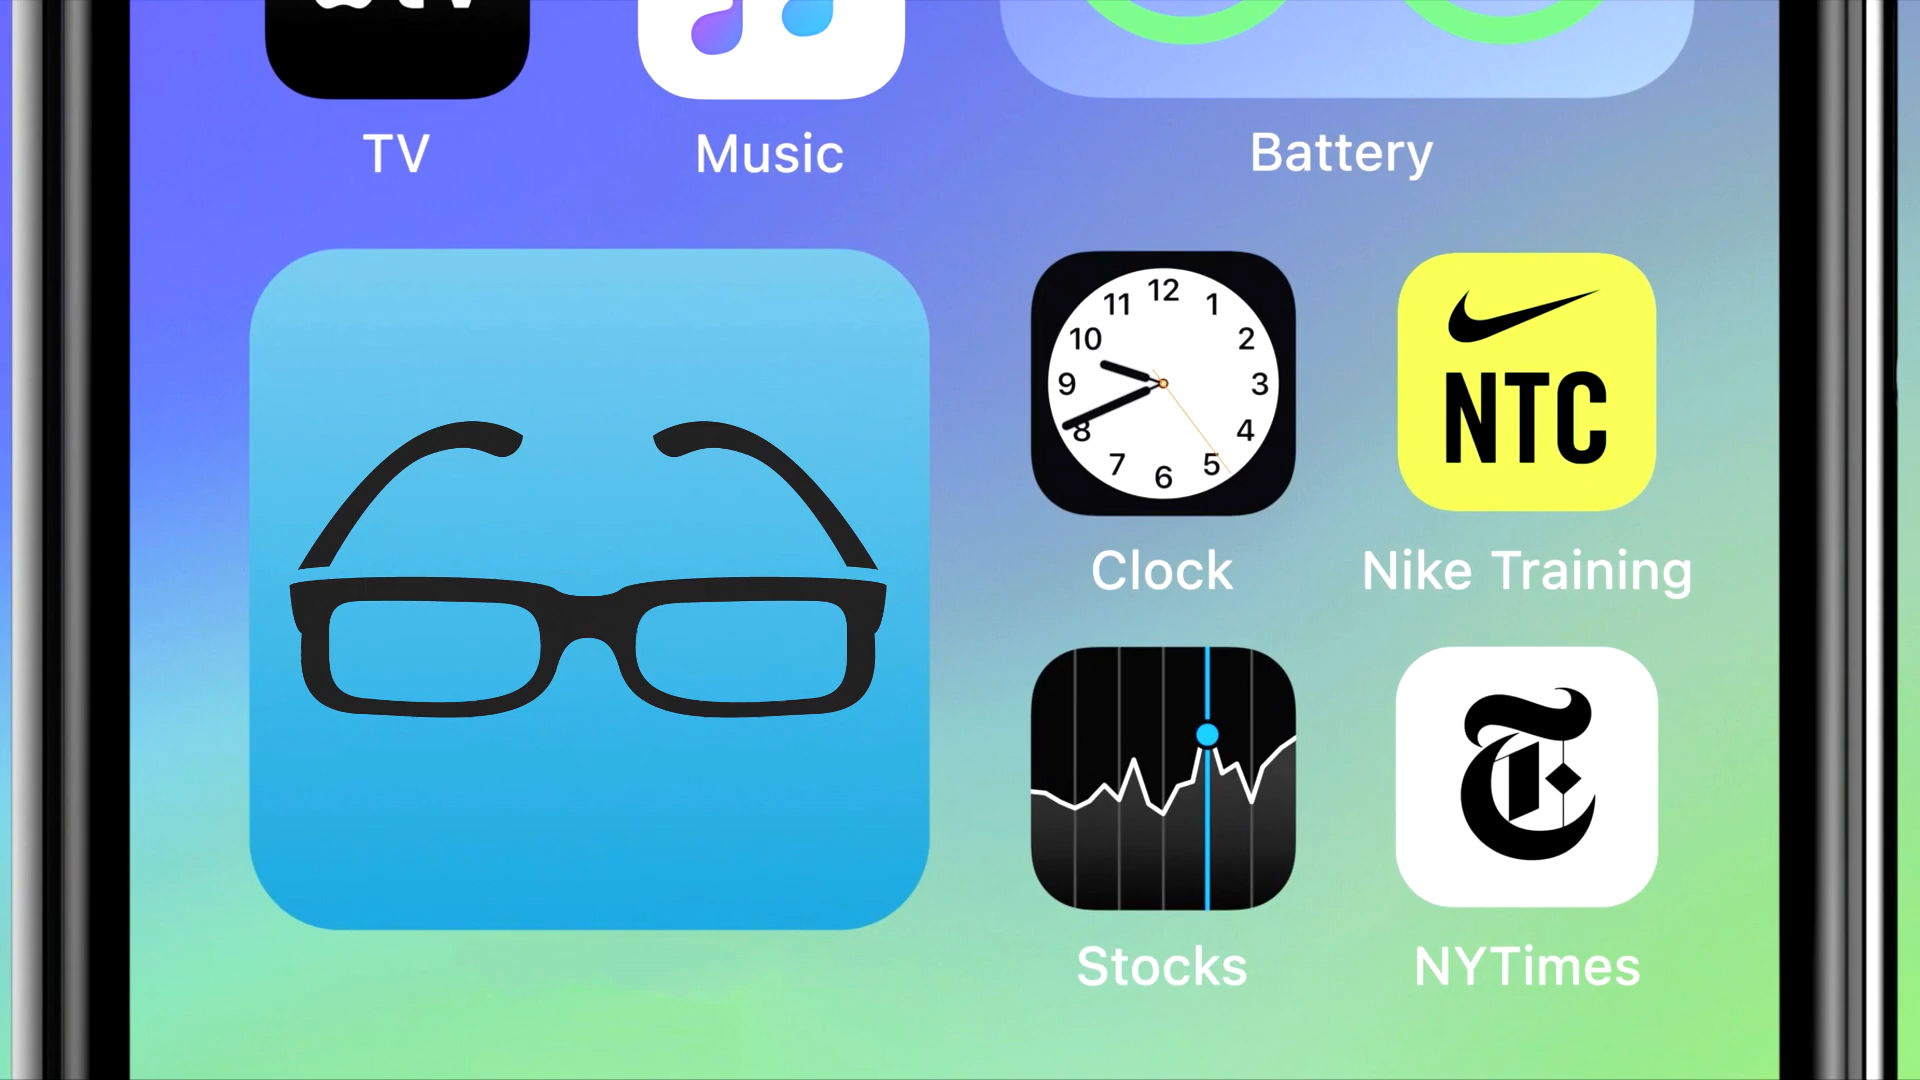 tv
TV
Music
Battery
12
11
1
10
2
9
3
8
4
7
5
6
NTC
Clock
Nike Training
T
Stocks
NYTimes